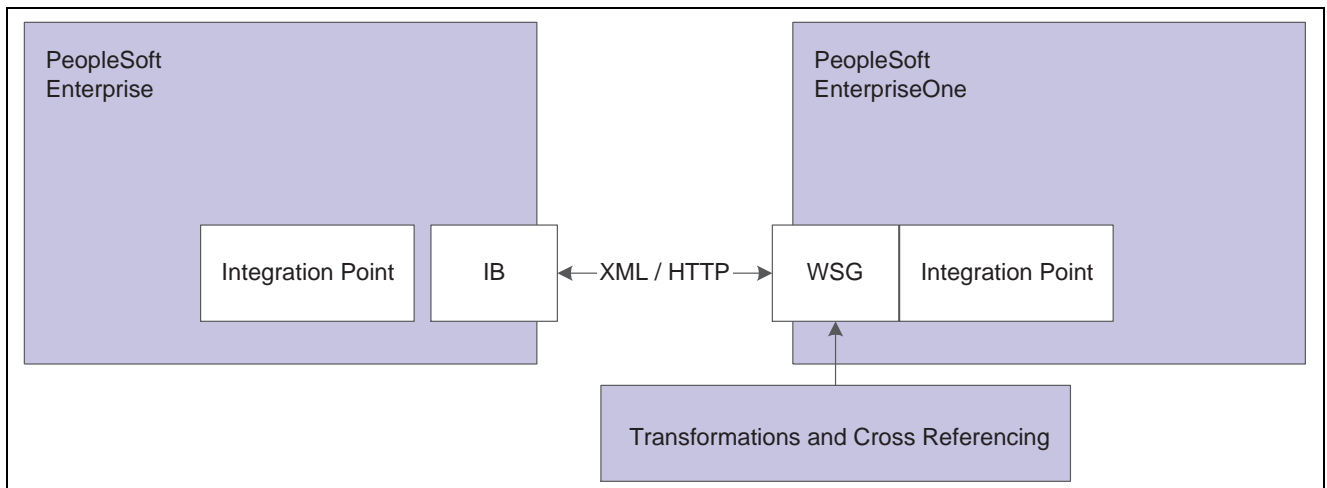 PeopleSoft
Enterprise
PeopleSoft
EnterpriseOne
Integration Point
IB
XML / HTTP
WSG
Integration Point
Transformations and Cross Referencing